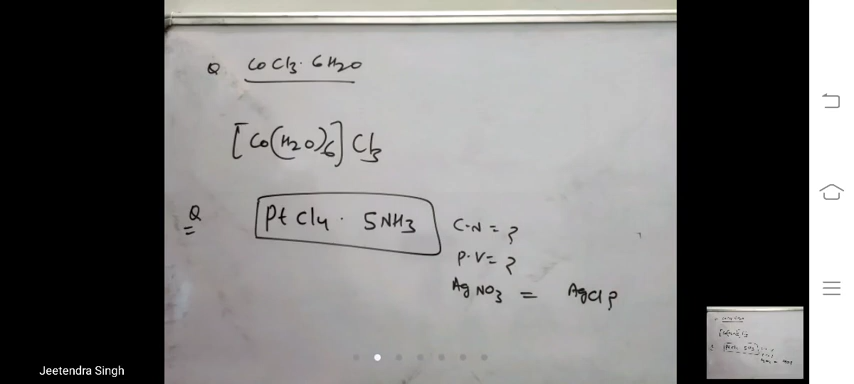 Q CoCl3. 6H2O
[Co(H2O)6]Cl3
Q PtCl4 . 5NH3
C.N = ?
P.V = ?
AgNO3 = AgCl ?
Jeetendra Singh